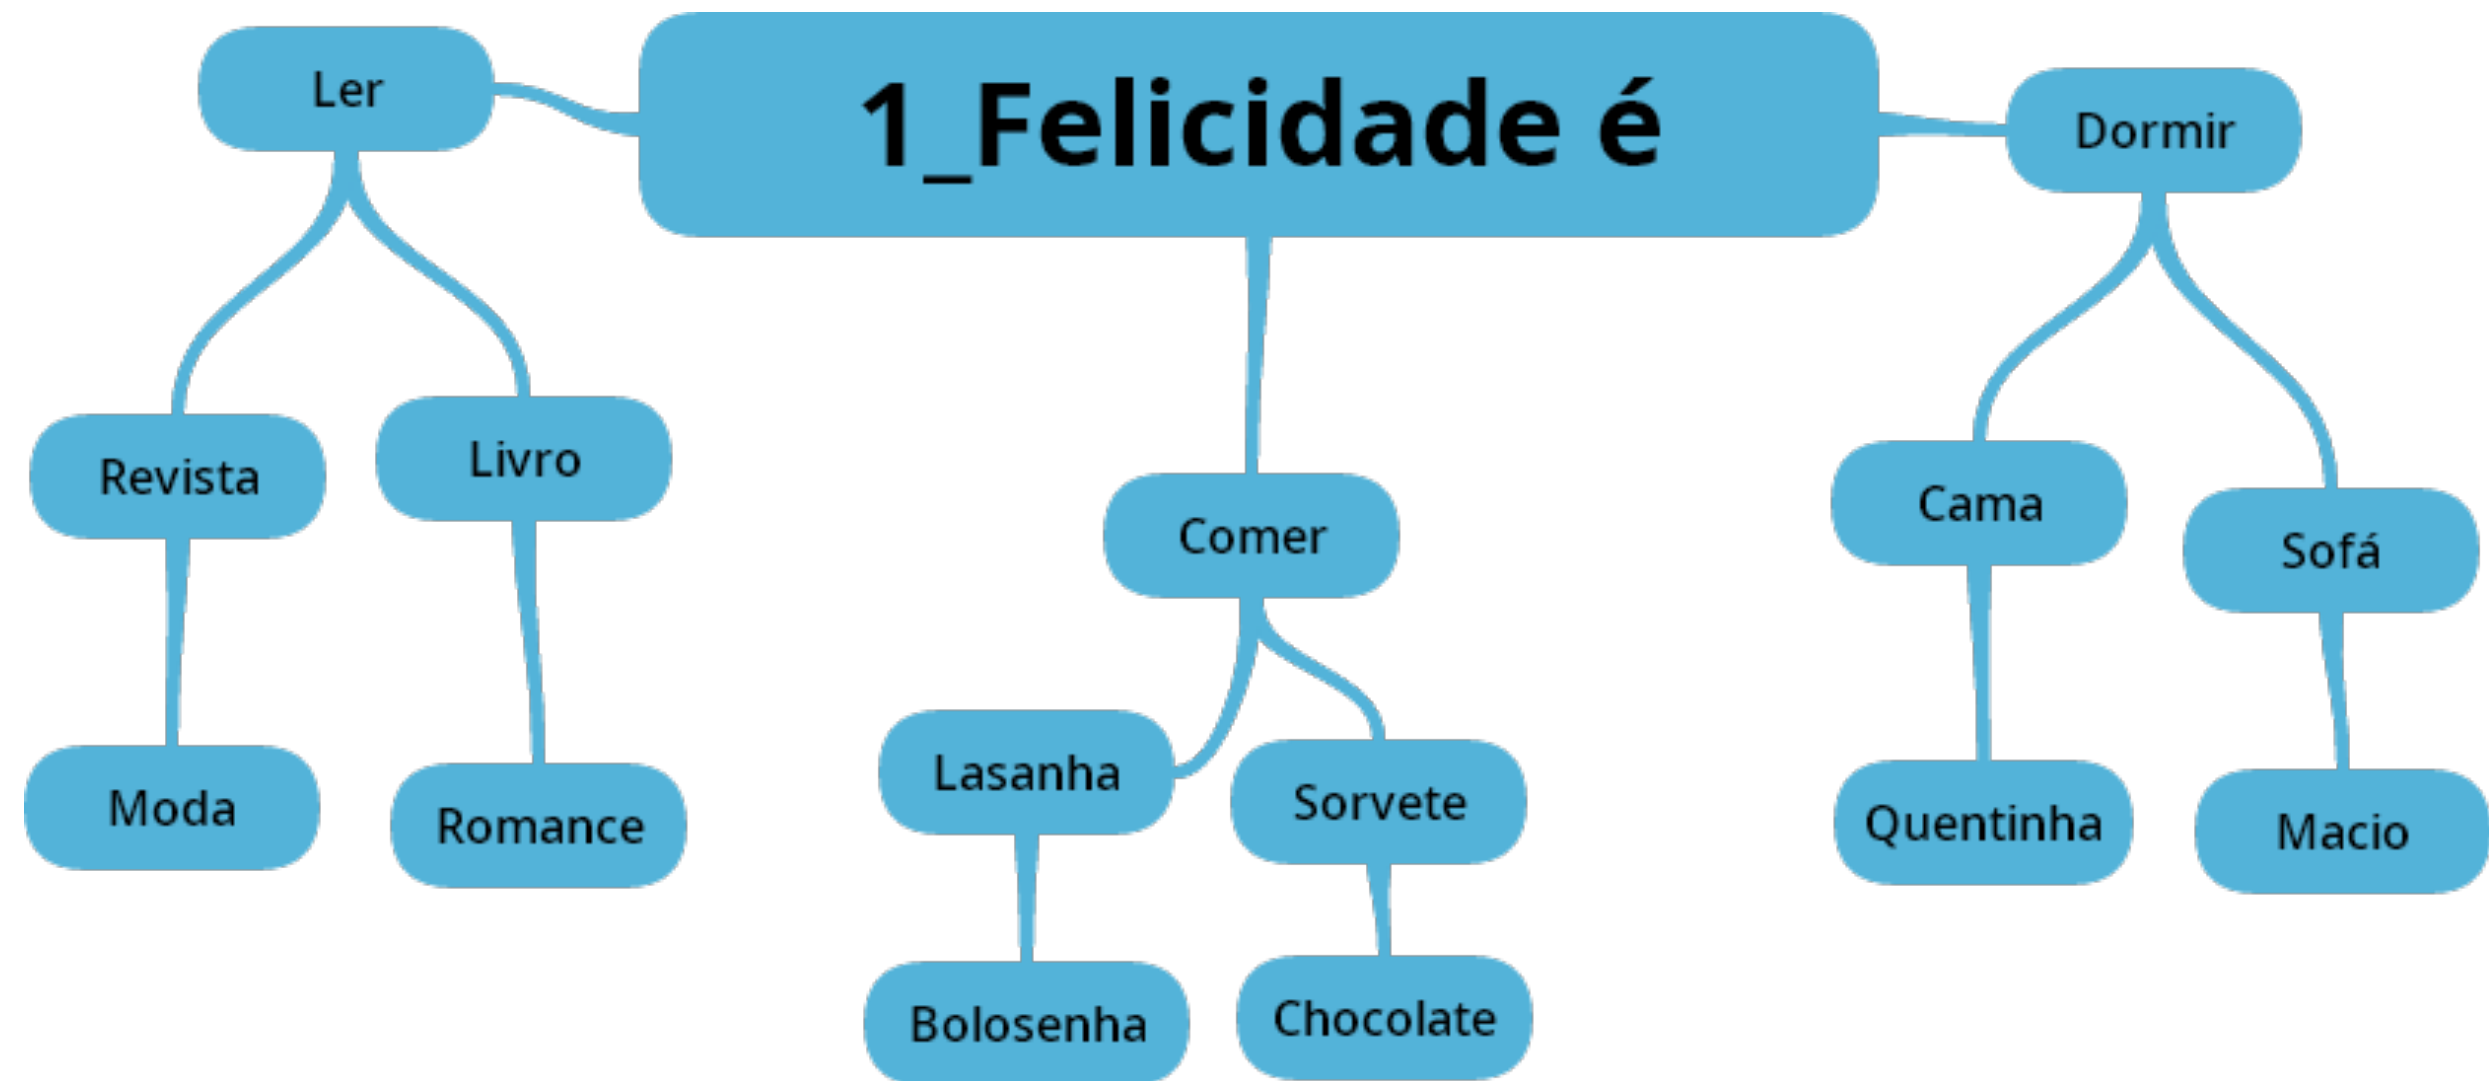 1_Felicidade é
Ler
Revista
Livro
Moda
Romance
Comer
Lasanha
Sorvete
Bolosenha
Chocolate
Dormir
Cama
Sofá
Quentinha
Macio